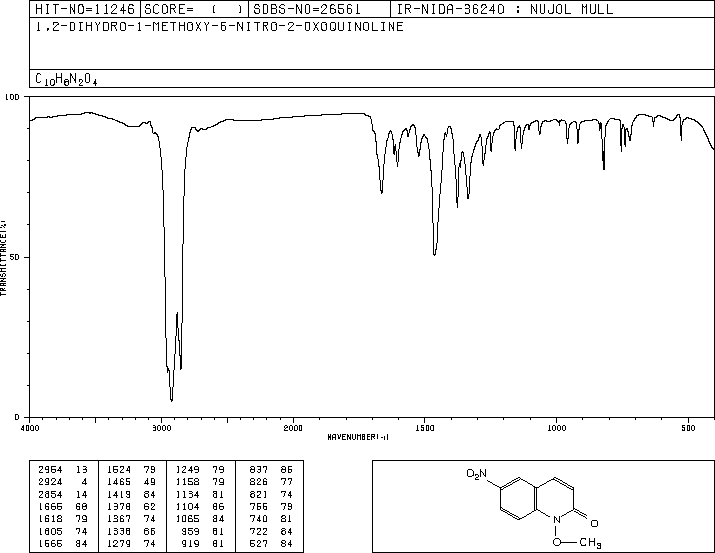 HIT-NO=11246 SCORE= ( ) SDBS-NO=26561 IR-NIDA-36240 : NUJOL MULL
1,2-DIHYDRO-1-METHOXY-6-NITRO-2-OXOQUINOLINE
C10H8N2O4
100
50
0
TRANSMITTANCE(%)
4000 3000 2000 1500 1000 500
WAVENUMBER(-1)
2954 13 1524 79 1249 79 837 86
2924 4 1465 49 1158 79 826 77
2854 14 1419 84 1134 81 821 74
1666 68 1378 62 1104 86 756 79
1618 79 1367 74 1065 84 740 81
1605 74 1338 66 959 81 722 84
1566 84 1279 74 919 81 527 84
O2N
N
O
O
CH3